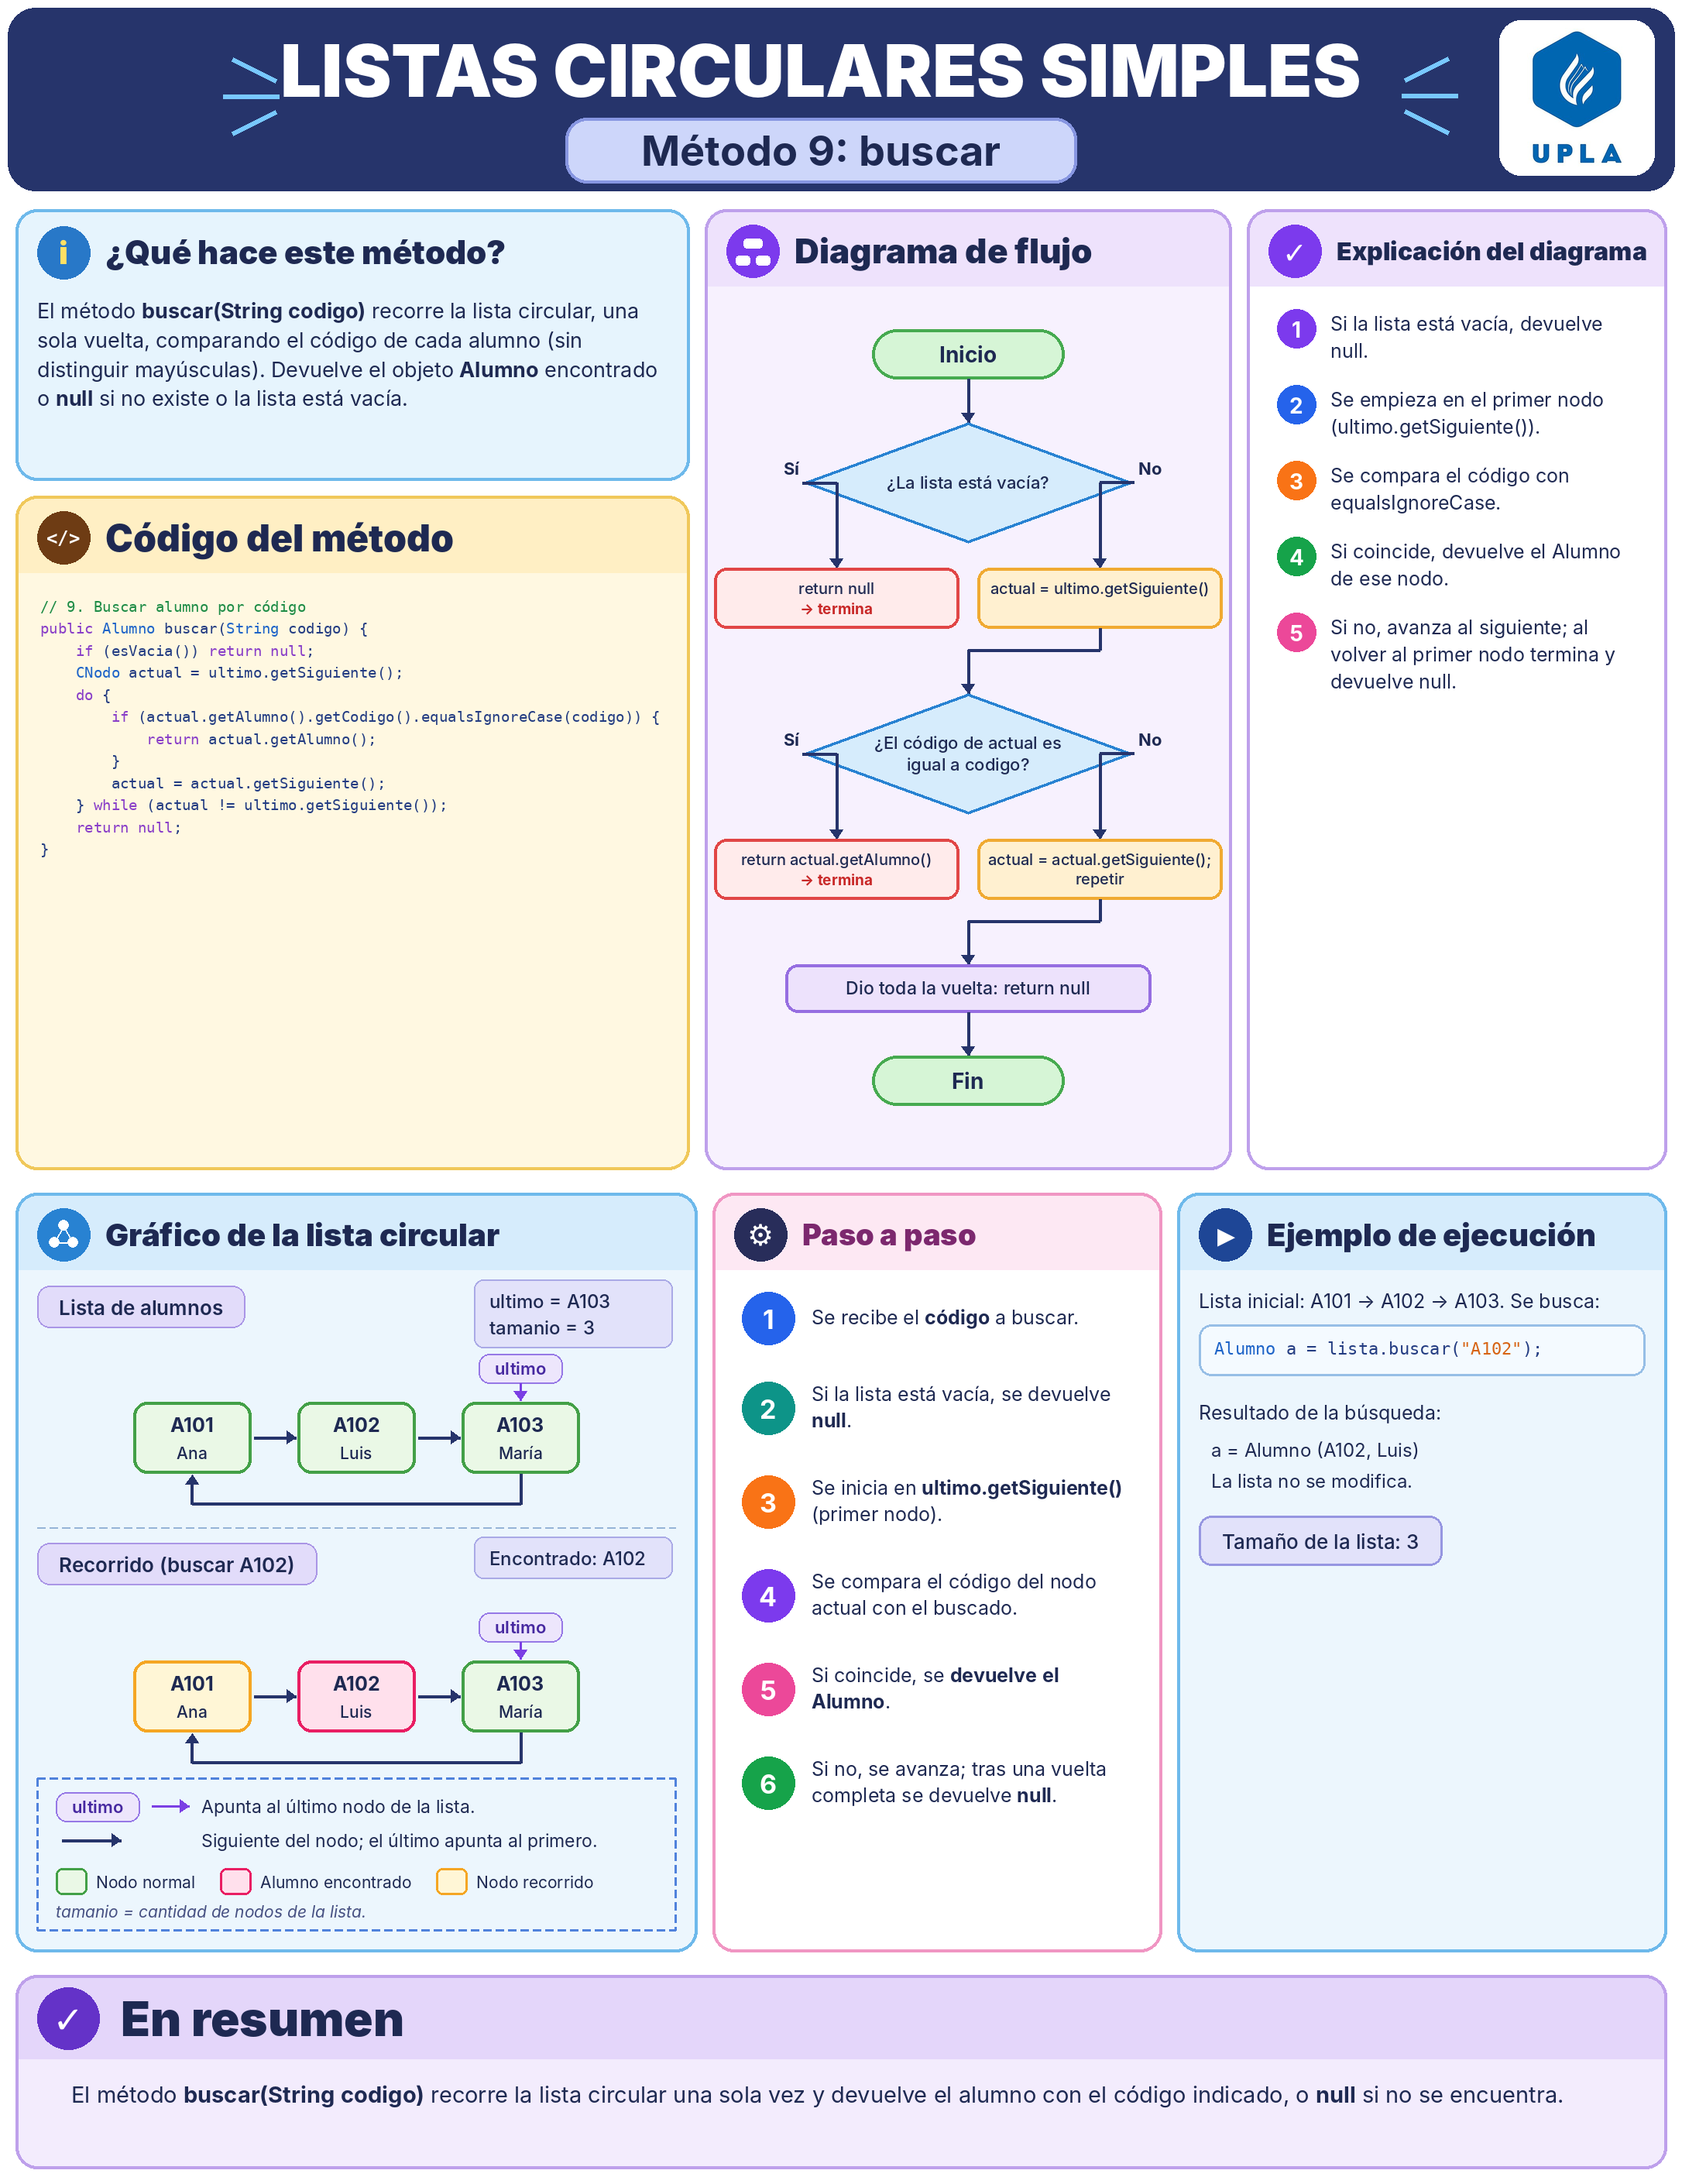 LISTAS CIRCULARES SIMPLES
Método 9: buscar
UPLA
i
¿Qué hace este método?
El método buscar(String codigo) recorre la lista circular, una
sola vuelta, comparando el código de cada alumno (sin
distinguir mayúsculas). Devuelve el objeto Alumno encontrado
o null si no existe o la lista está vacía.
</>
Código del método
// 9. Buscar alumno por código
public Alumno buscar(String codigo) {
    if (esVacia()) return null;
    CNodo actual = ultimo.getSiguiente();
    do {
        if (actual.getAlumno().getCodigo().equalsIgnoreCase(codigo)) {
            return actual.getAlumno();
        }
        actual = actual.getSiguiente();
    } while (actual != ultimo.getSiguiente());
    return null;
}
Diagrama de flujo
Inicio
¿La lista está vacía?
Sí
No
return null
→ termina
actual = ultimo.getSiguiente()
¿El código de actual es
igual a codigo?
Sí
No
return actual.getAlumno()
→ termina
actual = actual.getSiguiente();
repetir
Dio toda la vuelta: return null
Fin
✓
Explicación del diagrama
1
Si la lista está vacía, devuelve
null.
2
Se empieza en el primer nodo
(ultimo.getSiguiente()).
3
Se compara el código con
equalsIgnoreCase.
4
Si coincide, devuelve el Alumno
de ese nodo.
5
Si no, avanza al siguiente; al
volver al primer nodo termina y
devuelve null.
Gráfico de la lista circular
Lista de alumnos
ultimo = A103
tamanio = 3
ultimo
A101
Ana
A102
Luis
A103
María
Recorrido (buscar A102)
Encontrado: A102
ultimo
A101
Ana
A102
Luis
A103
María
ultimo
Apunta al último nodo de la lista.
Siguiente del nodo; el último apunta al primero.
Nodo normal
Alumno encontrado
Nodo recorrido
tamanio = cantidad de nodos de la lista.
Paso a paso
1
Se recibe el código a buscar.
2
Si la lista está vacía, se devuelve
null.
3
Se inicia en ultimo.getSiguiente()
(primer nodo).
4
Se compara el código del nodo
actual con el buscado.
5
Si coincide, se devuelve el
Alumno.
6
Si no, se avanza; tras una vuelta
completa se devuelve null.
Ejemplo de ejecución
Lista inicial: A101 → A102 → A103. Se busca:
Alumno a = lista.buscar("A102");
Resultado de la búsqueda:
a = Alumno (A102, Luis)
La lista no se modifica.
Tamaño de la lista: 3
✓
En resumen
El método buscar(String codigo) recorre la lista circular una sola vez y devuelve el alumno con el código indicado, o null si no se encuentra.